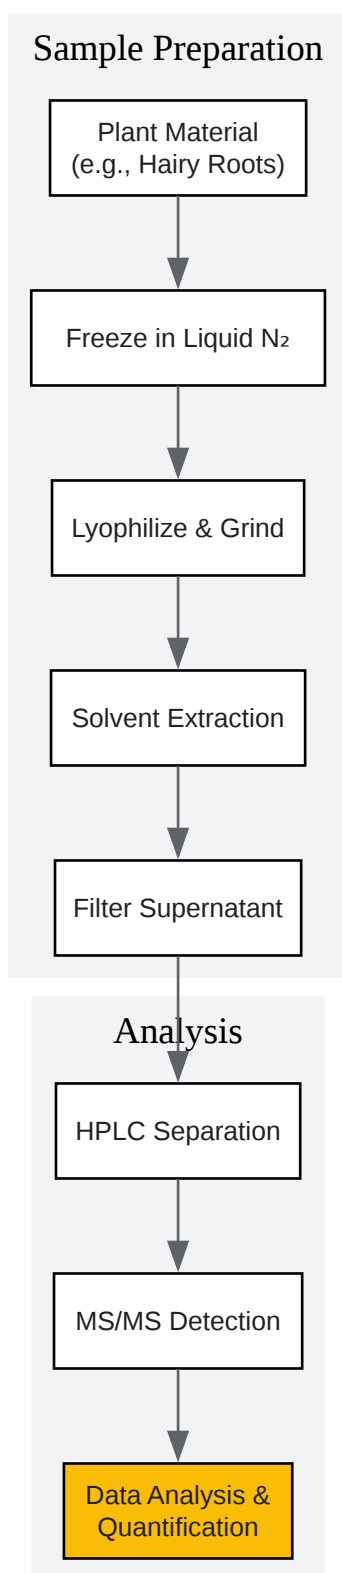 Sample Preparation
Plant Material
(e.g., Hairy Roots)
Freeze in Liquid N₂
Lyophilize & Grind
Solvent Extraction
Filter Supernatant
Analysis
HPLC Separation
MS/MS Detection
Data Analysis &
Quantification